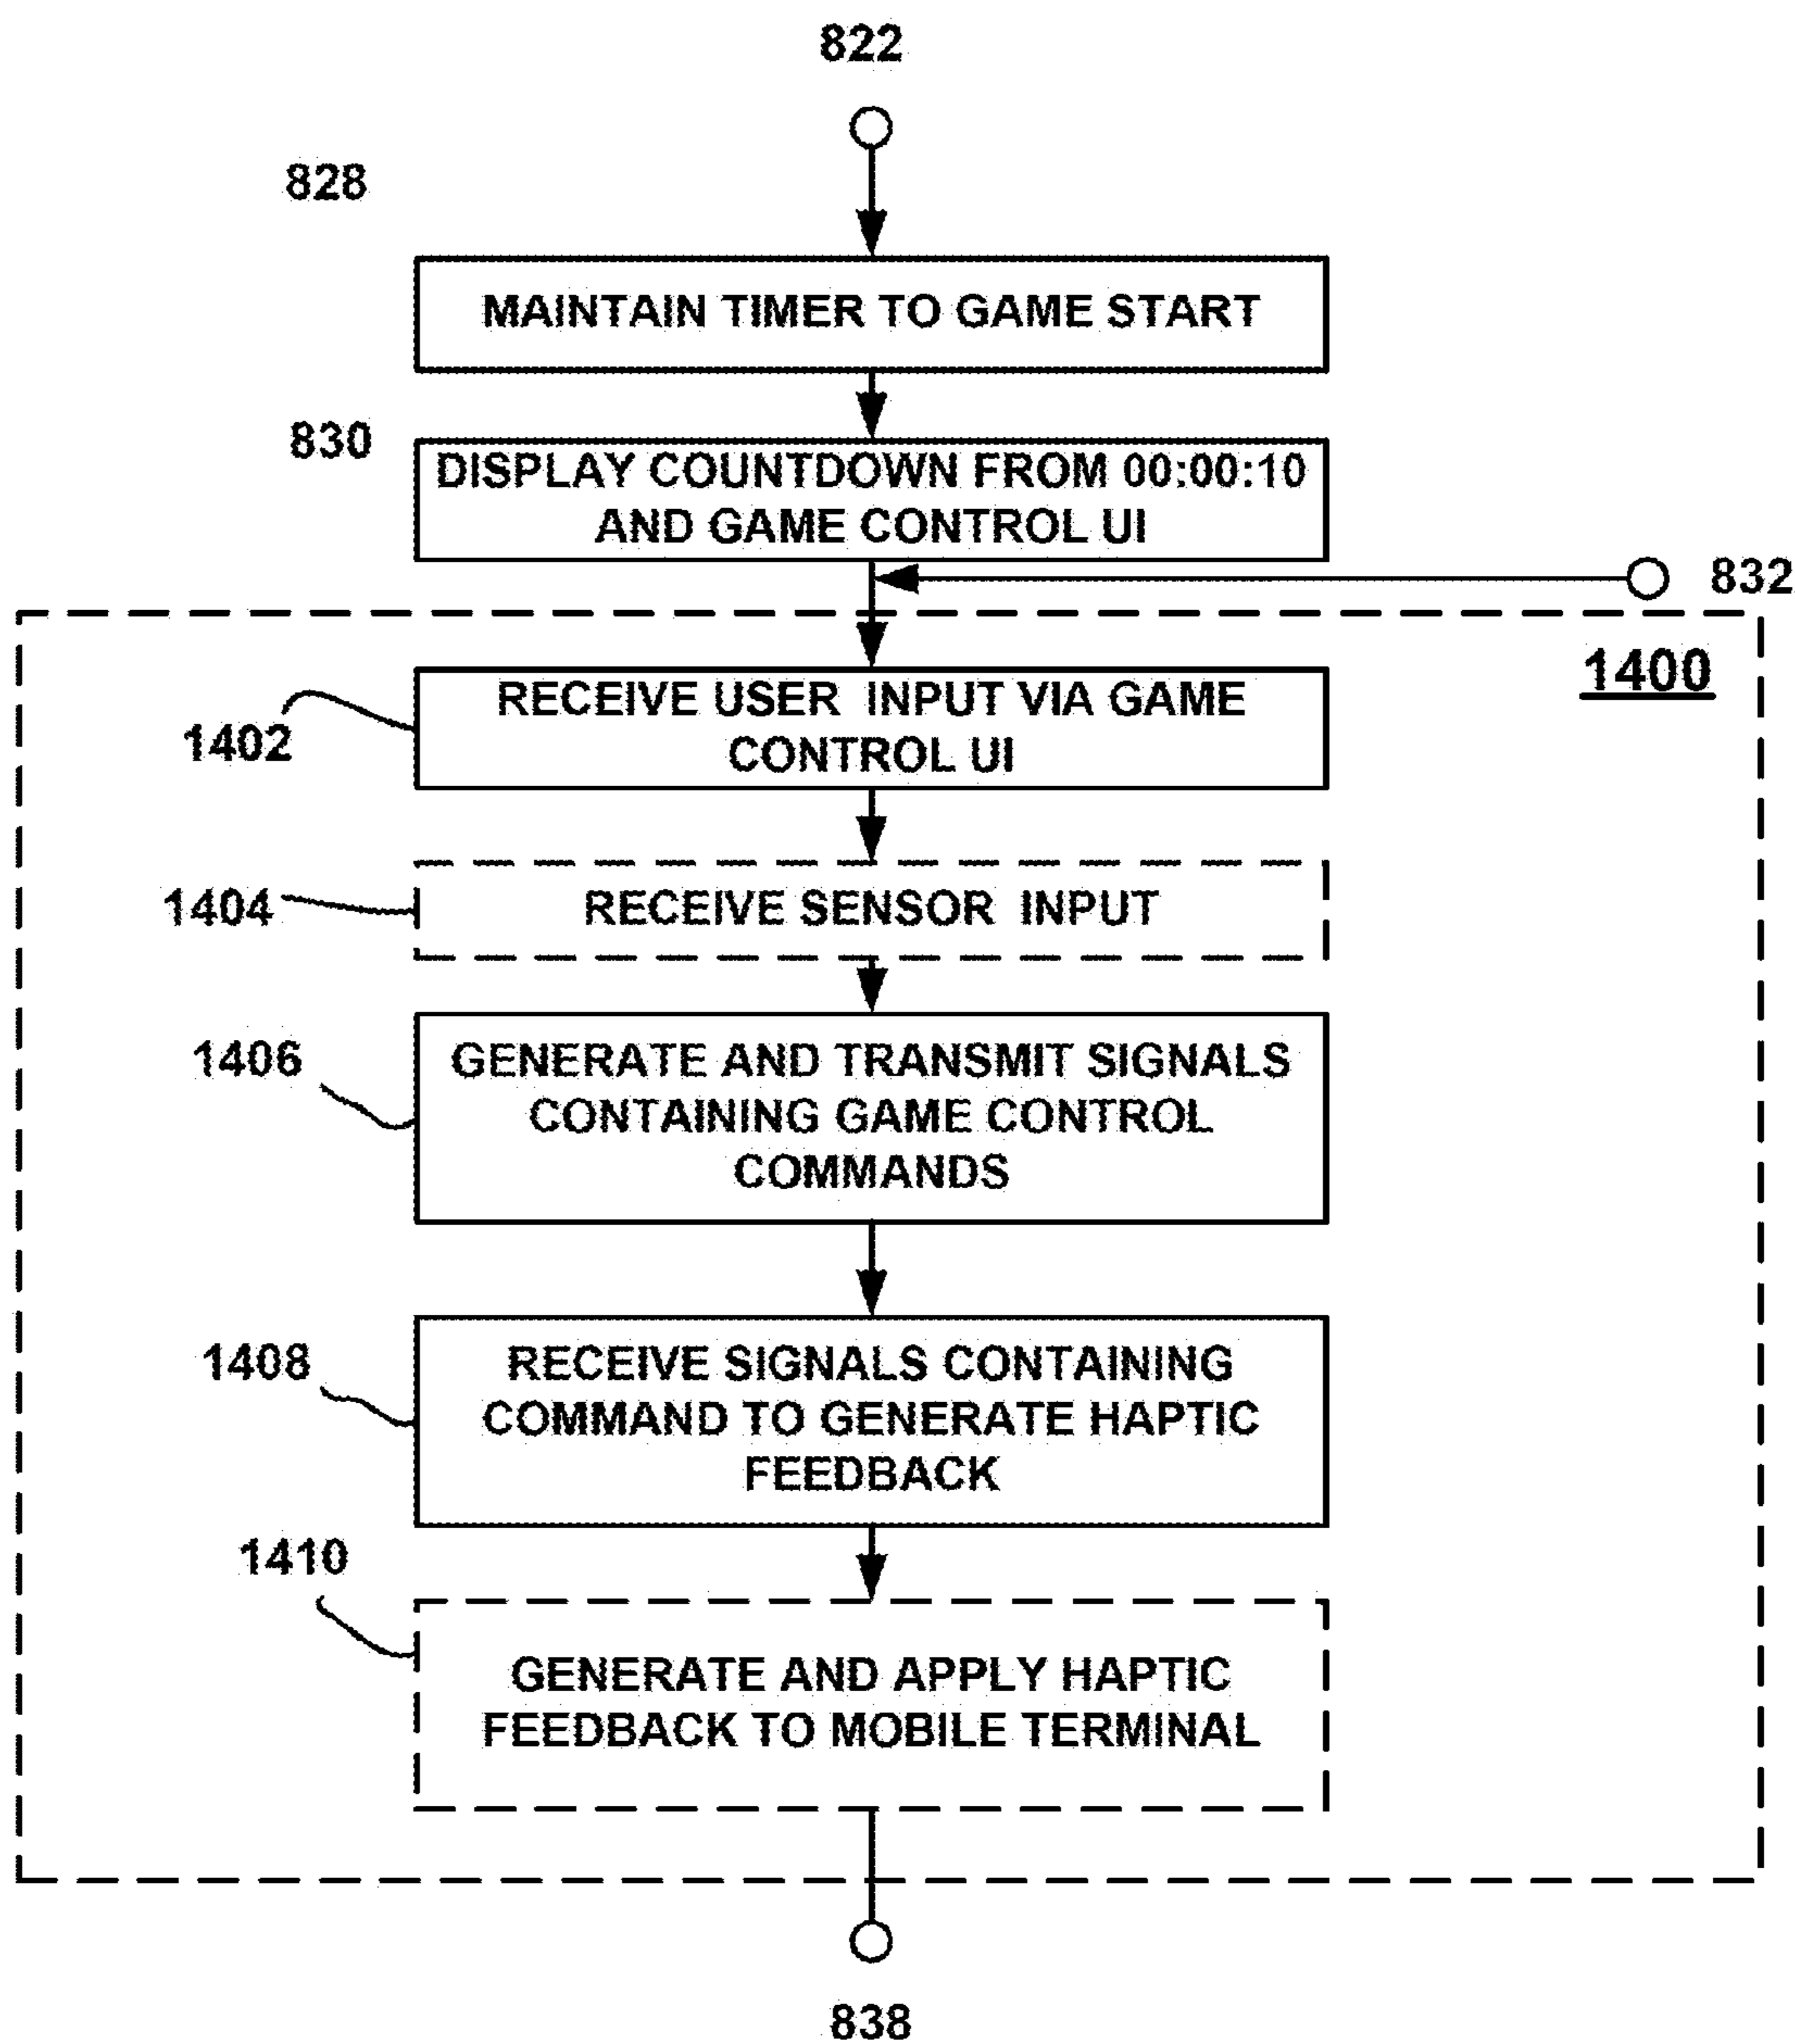 822
828
MAINTAIN TIMER TO GAME START
830
DISPLAY COUNTDOWN FROM 00:00:10
AND GAME CONTROL UI
832
1400
RECEIVE USER INPUT VIA GAME
CONTROL UI
1402
1404
RECEIVE SENSOR INPUT
1406
GENERATE AND TRANSMIT SIGNALS
CONTAINING GAME CONTROL
COMMANDS
1408
RECEIVE SIGNALS CONTAINING
COMMAND TO GENERATE HAPTIC
FEEDBACK
1410
GENERATE AND APPLY HAPTIC
FEEDBACK TO MOBILE TERMINAL
838